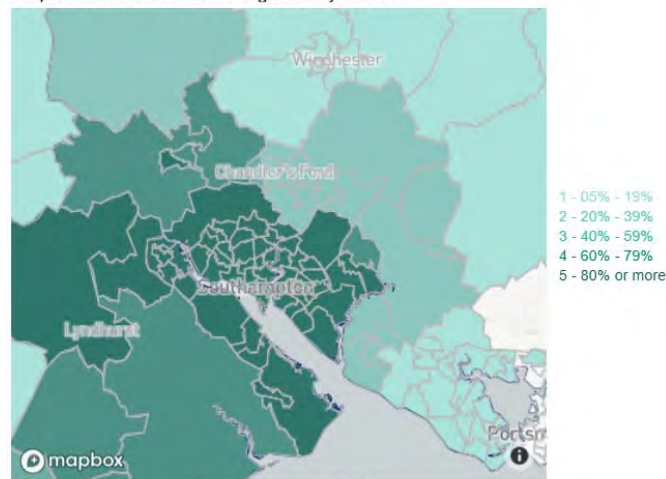 Winchester
Chandler's Ford
Southampton
Lyndhurst
Portsm
mapbox
i
1 - 05% - 19%
2 - 20% - 39%
3 - 40% - 59%
4 - 60% - 79%
5 - 80% or more